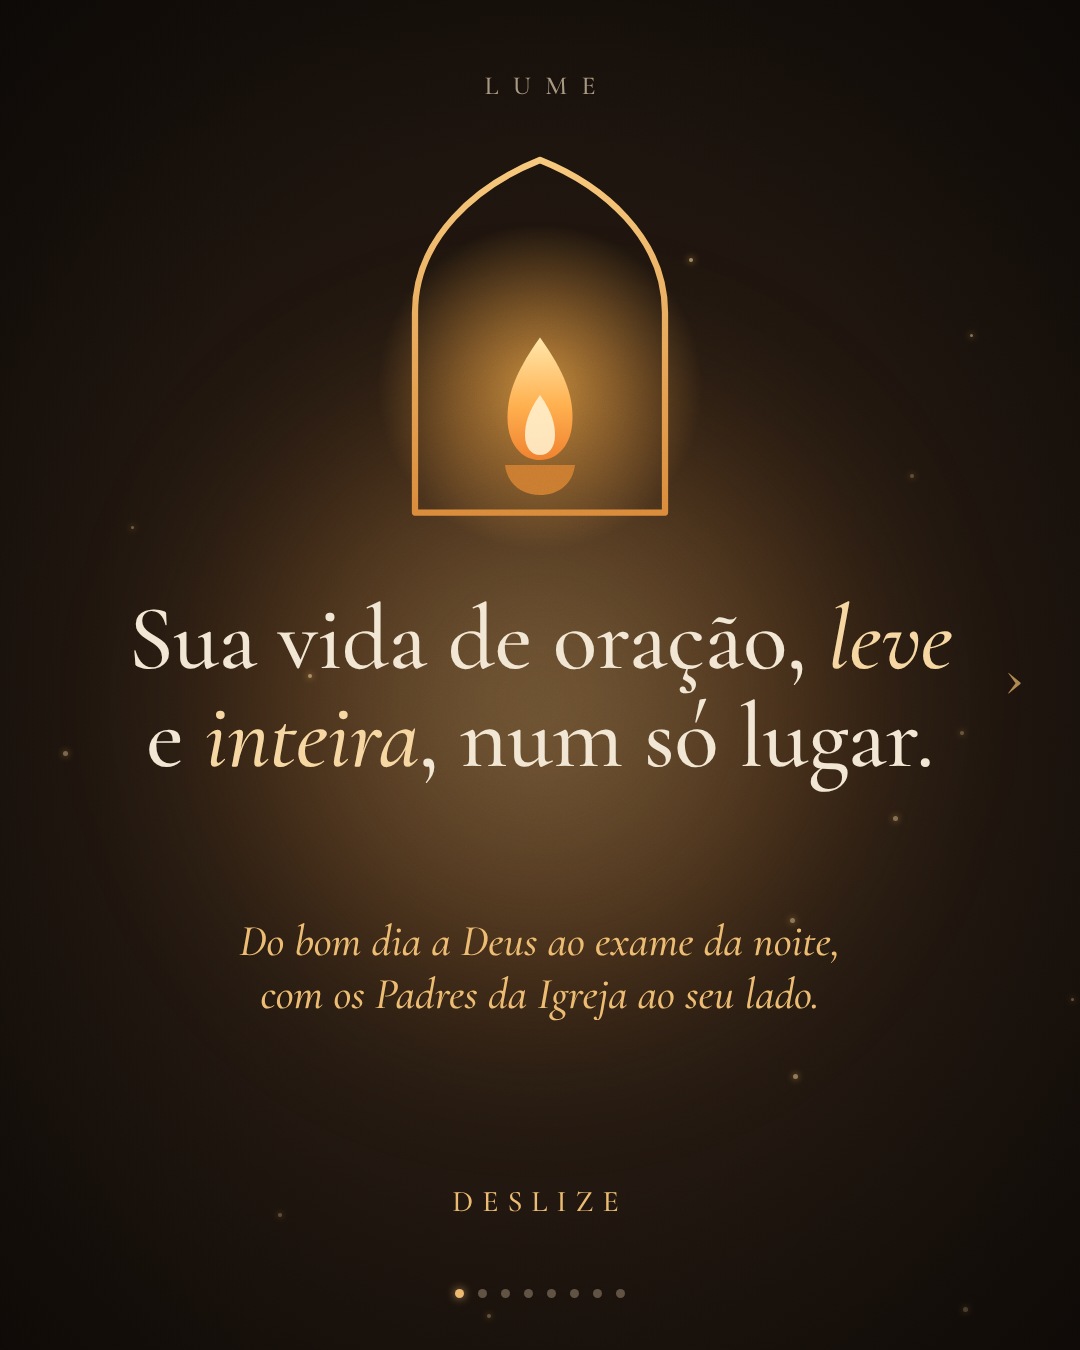 LUME
Sua vida de oração, leve
e inteira, num só lugar.
Do bom dia a Deus ao exame da noite,
com os Padres da Igreja ao seu lado.
DESLIZE